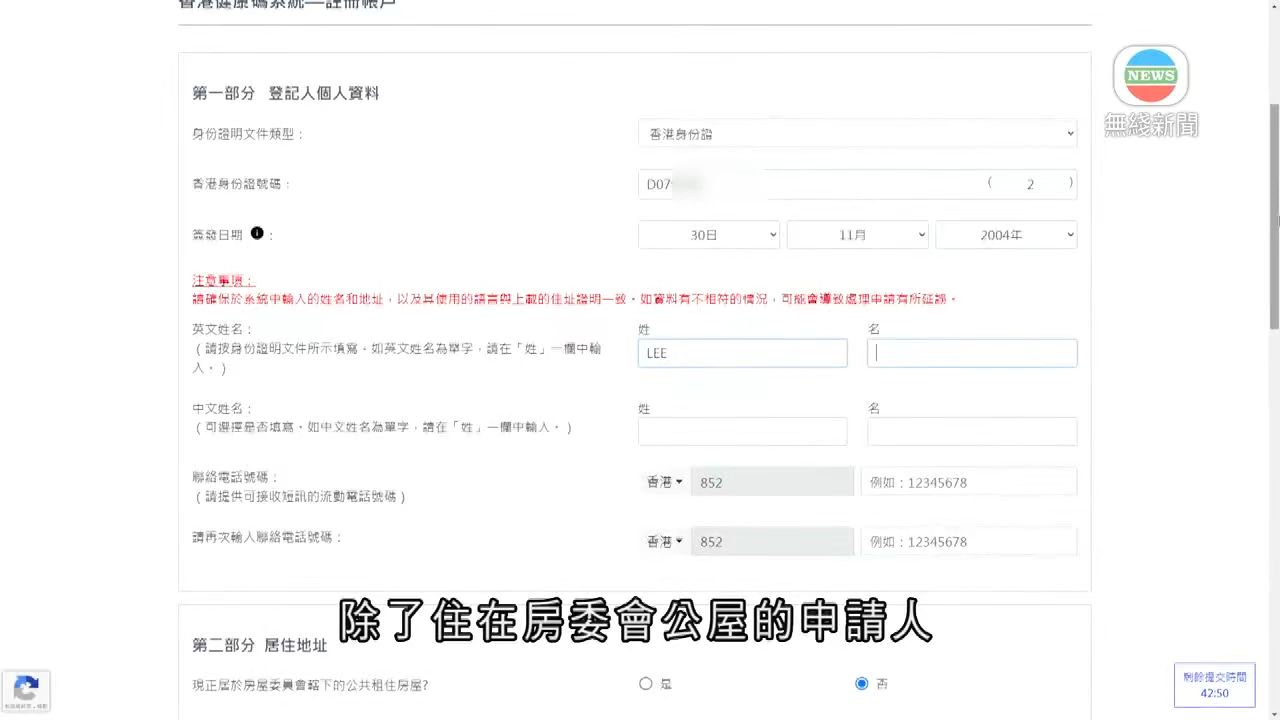 香港健康碼系統—註冊帳戶
NEWS
無綫新聞
第一部分 登記人個人資料
身份證明文件類型：
香港身份證
香港身份證號碼：
D07
( 2 )
簽發日期 :
30日
11月
2004年
注意事項：
請確保於系統中輸入的姓名和地址，以及其使用的語言與上載的住址證明一致。如資料有不相符的情況，可能會導致處理申請有所延誤。
英文姓名：
（請按身份證明文件所示填寫。如英文姓名為單字，請在「姓」一欄中輸
入。）
姓
名
LEE
中文姓名：
（可選擇是否填寫。如中文姓名為單字，請在「姓」一欄中輸入。）
姓
名
聯絡電話號碼：
（請提供可接收短訊的流動電話號碼）
香港
852
例如：12345678
請再次輸入聯絡電話號碼：
香港
852
例如：12345678
除了住在房委會公屋的申請人
第二部分 居住地址
現正居於房屋委員會轄下的公共租住房屋?
是
否
剩餘提交時間
42:50